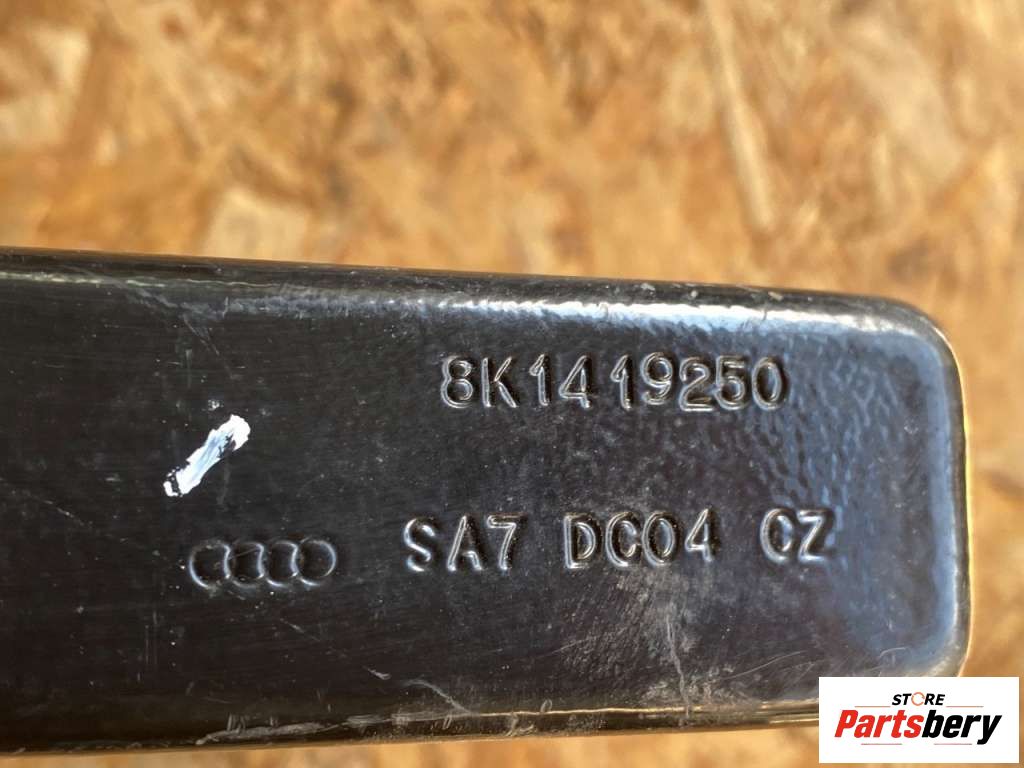 8K1419250
SA7 DC04 CZ
STORE
Partsbery